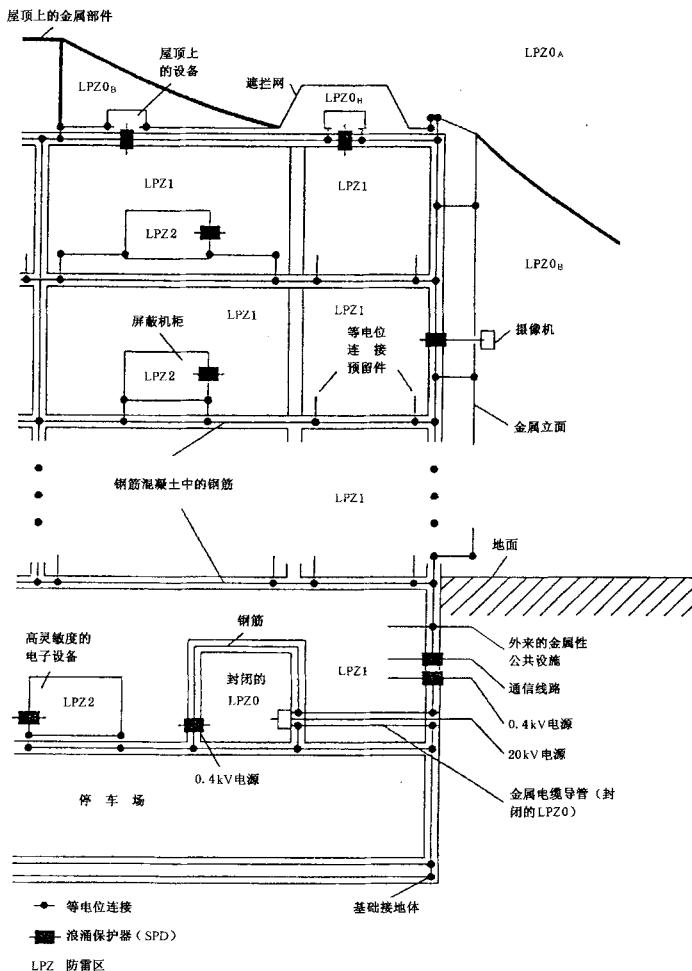 屋顶上的金属部件
屋顶上
的设备
遮拦网
LPZ0A
LPZ0B
LPZ0B
LPZ1
LPZ1
LPZ2
LPZ0B
LPZ1
LPZ1
屏蔽机柜
等电位
连 接
预留件
摄像机
LPZ2
金属立面
钢筋混凝土中的钢筋
LPZ1
地面
钢筋
外来的金属性
公共设施
高灵敏度的
电子设备
封闭的
LPZ0
LPZ1
通信线路
LPZ2
0.4kV电源
20kV电源
0.4kV电源
金属电缆导管(封
闭的LPZ0)
停 车 场
基础接地体
等电位连接
浪涌保护器(SPD)
LPZ 防雷区